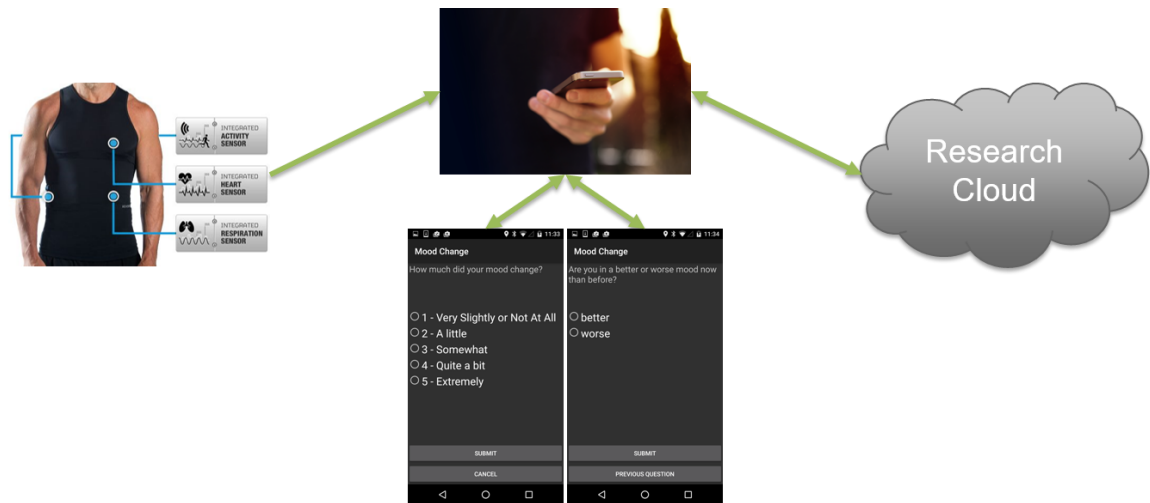 INTEGRATED
ACTIVITY
SENSOR
INTEGRATED
HEART
SENSOR
INTEGRATED
RESPIRATION
SENSOR
Research
Cloud
11:33
Mood Change
How much did your mood change?
1 - Very Slightly or Not At All
2 - A little
3 - Somewhat
4 - Quite a bit
5 - Extremely
SUBMIT
CANCEL
11:34
Mood Change
Are you in a better or worse mood now
than before?
better
worse
SUBMIT
PREVIOUS QUESTION